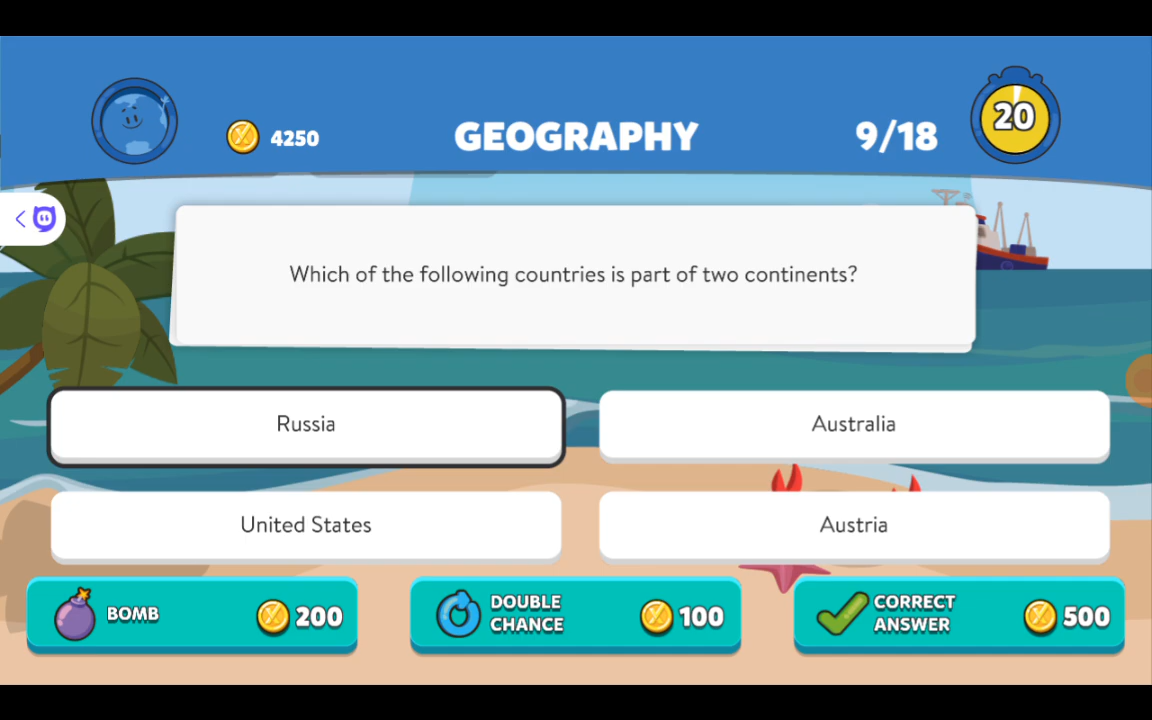 4250
GEOGRAPHY
9/18
20
Which of the following countries is part of two continents?
Russia
Australia
United States
Austria
BOMB
200
DOUBLE
CHANCE
100
CORRECT
ANSWER
500